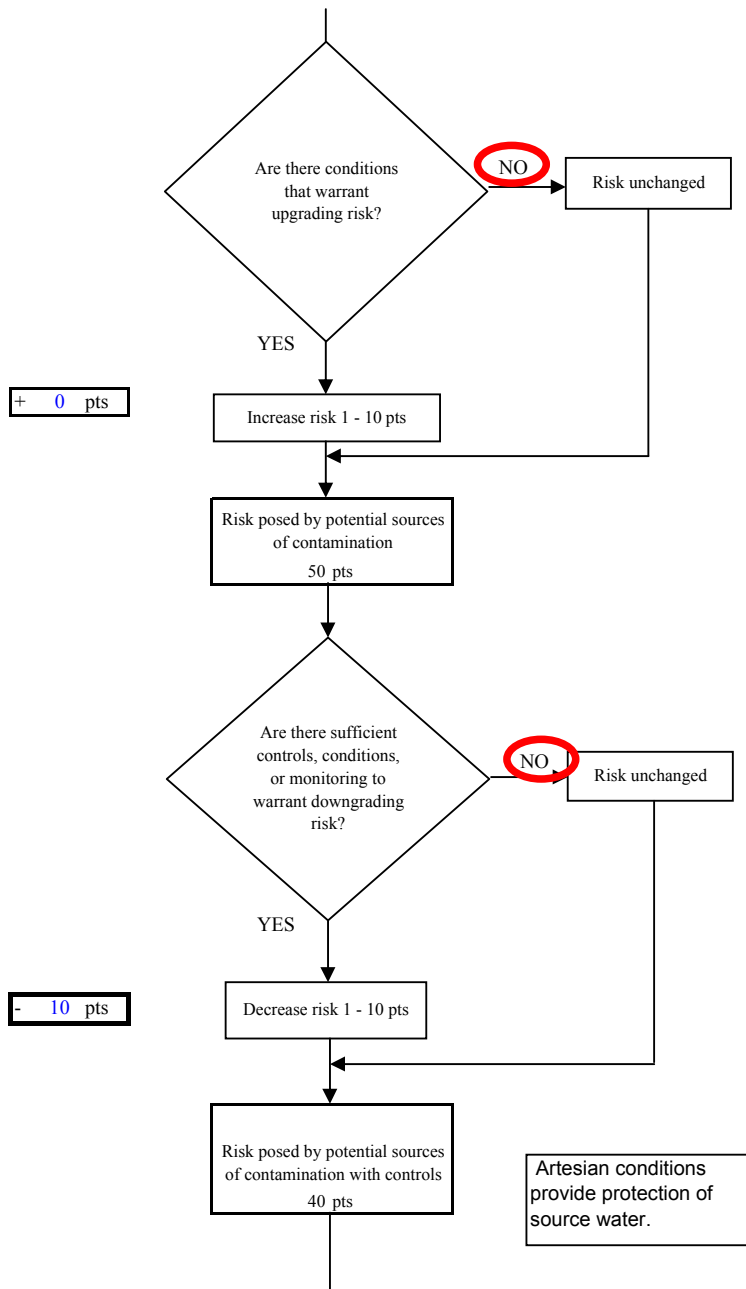 Are there conditions
that warrant
upgrading risk?
NO
Risk unchanged
YES
+ 0 pts
Increase risk 1 - 10 pts
Risk posed by potential sources
of contamination
50 pts
Are there sufficient
controls, conditions,
or monitoring to
warrant downgrading
risk?
NO
Risk unchanged
YES
- 10 pts
Decrease risk 1 - 10 pts
Risk posed by potential sources
of contamination with controls
40 pts
Artesian conditions
provide protection of
source water.